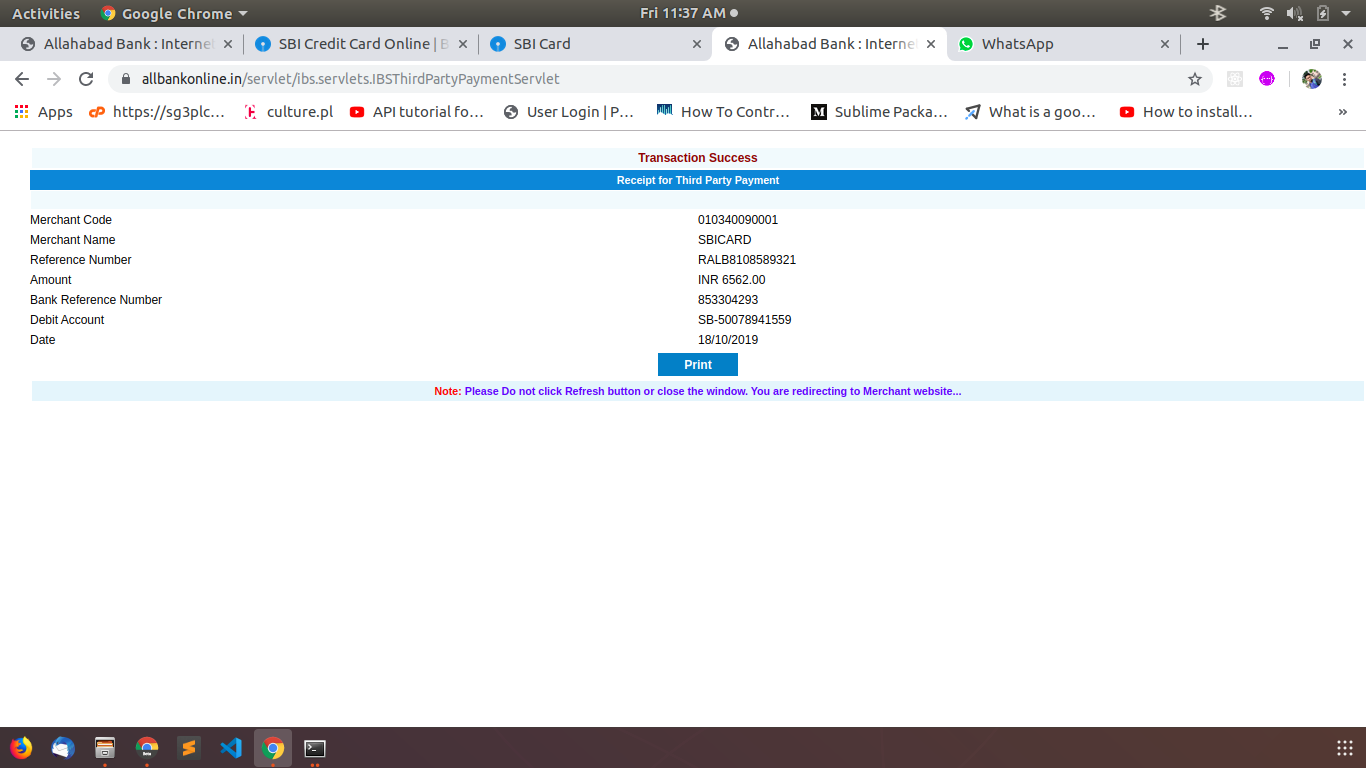 Activities Google Chrome Fri 11:37 AM
Allahabad Bank : Interne SBI Credit Card Online | B SBI Card Allahabad Bank : Interne WhatsApp
allbankonline.in/servlet/ibs.servlets.IBSThirdPartyPaymentServlet
Apps https://sg3plc... culture.pl API tutorial fo... User Login | P... How To Contr... Sublime Packa... What is a goo... How to install... »
Transaction Success
Receipt for Third Party Payment
Merchant Code 010340090001
Merchant Name SBICARD
Reference Number RALB8108589321
Amount INR 6562.00
Bank Reference Number 853304293
Debit Account SB-50078941559
Date 18/10/2019
Print
Note: Please Do not click Refresh button or close the window. You are redirecting to Merchant website...